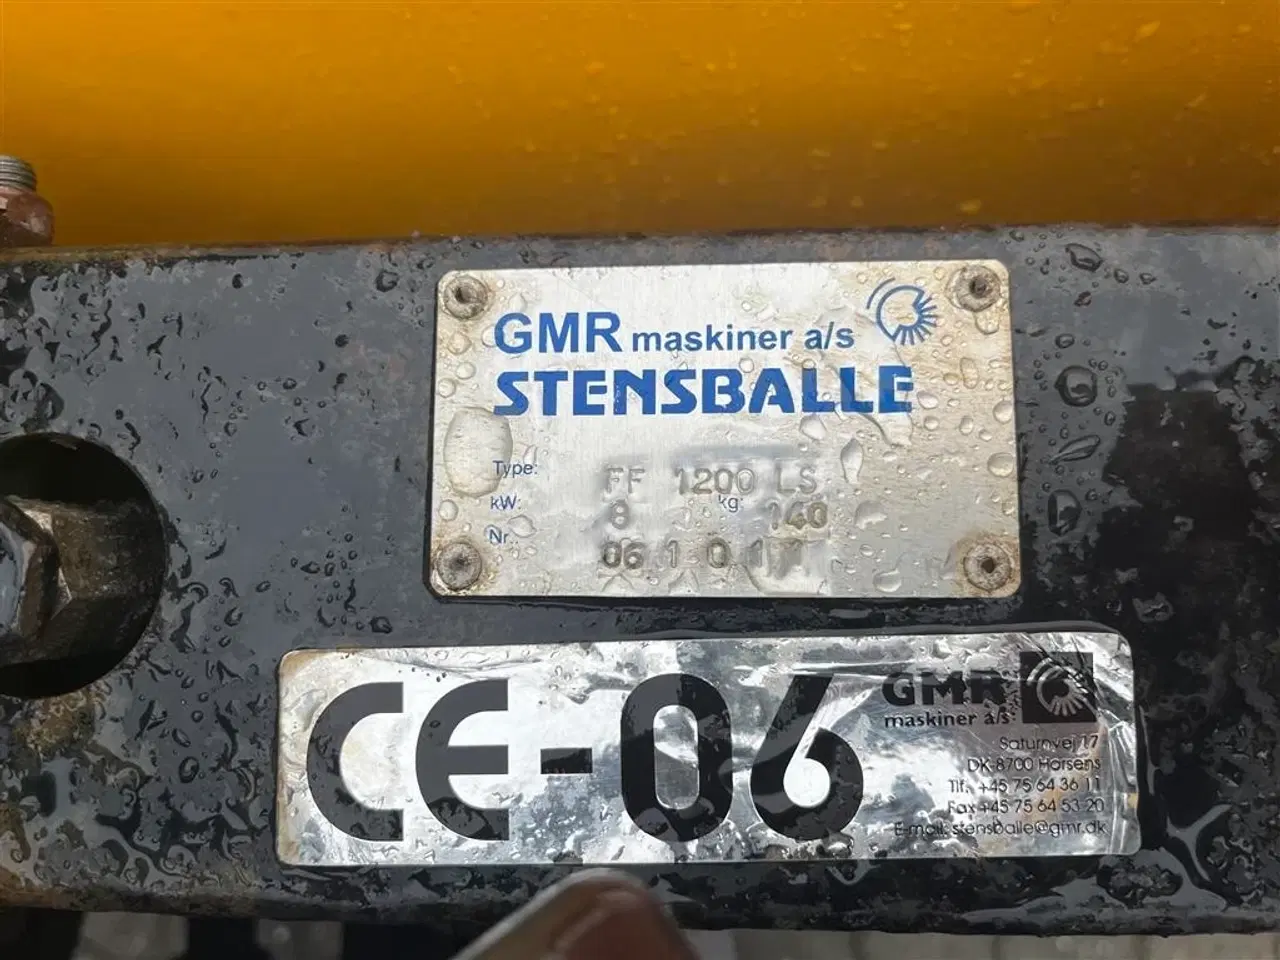 GMR maskiner a/s
STENSBALLE
Type: FF 1200 LS
kW: 8 kg: 140
Nr.
CE-06
GMR
maskiner a/s
Saturnvej 17
DK-8700 Horsens
Tlf. +45 75 64 36 11
Fax +45 75 64 53 20
E-mail: stensballe@gmr.dk